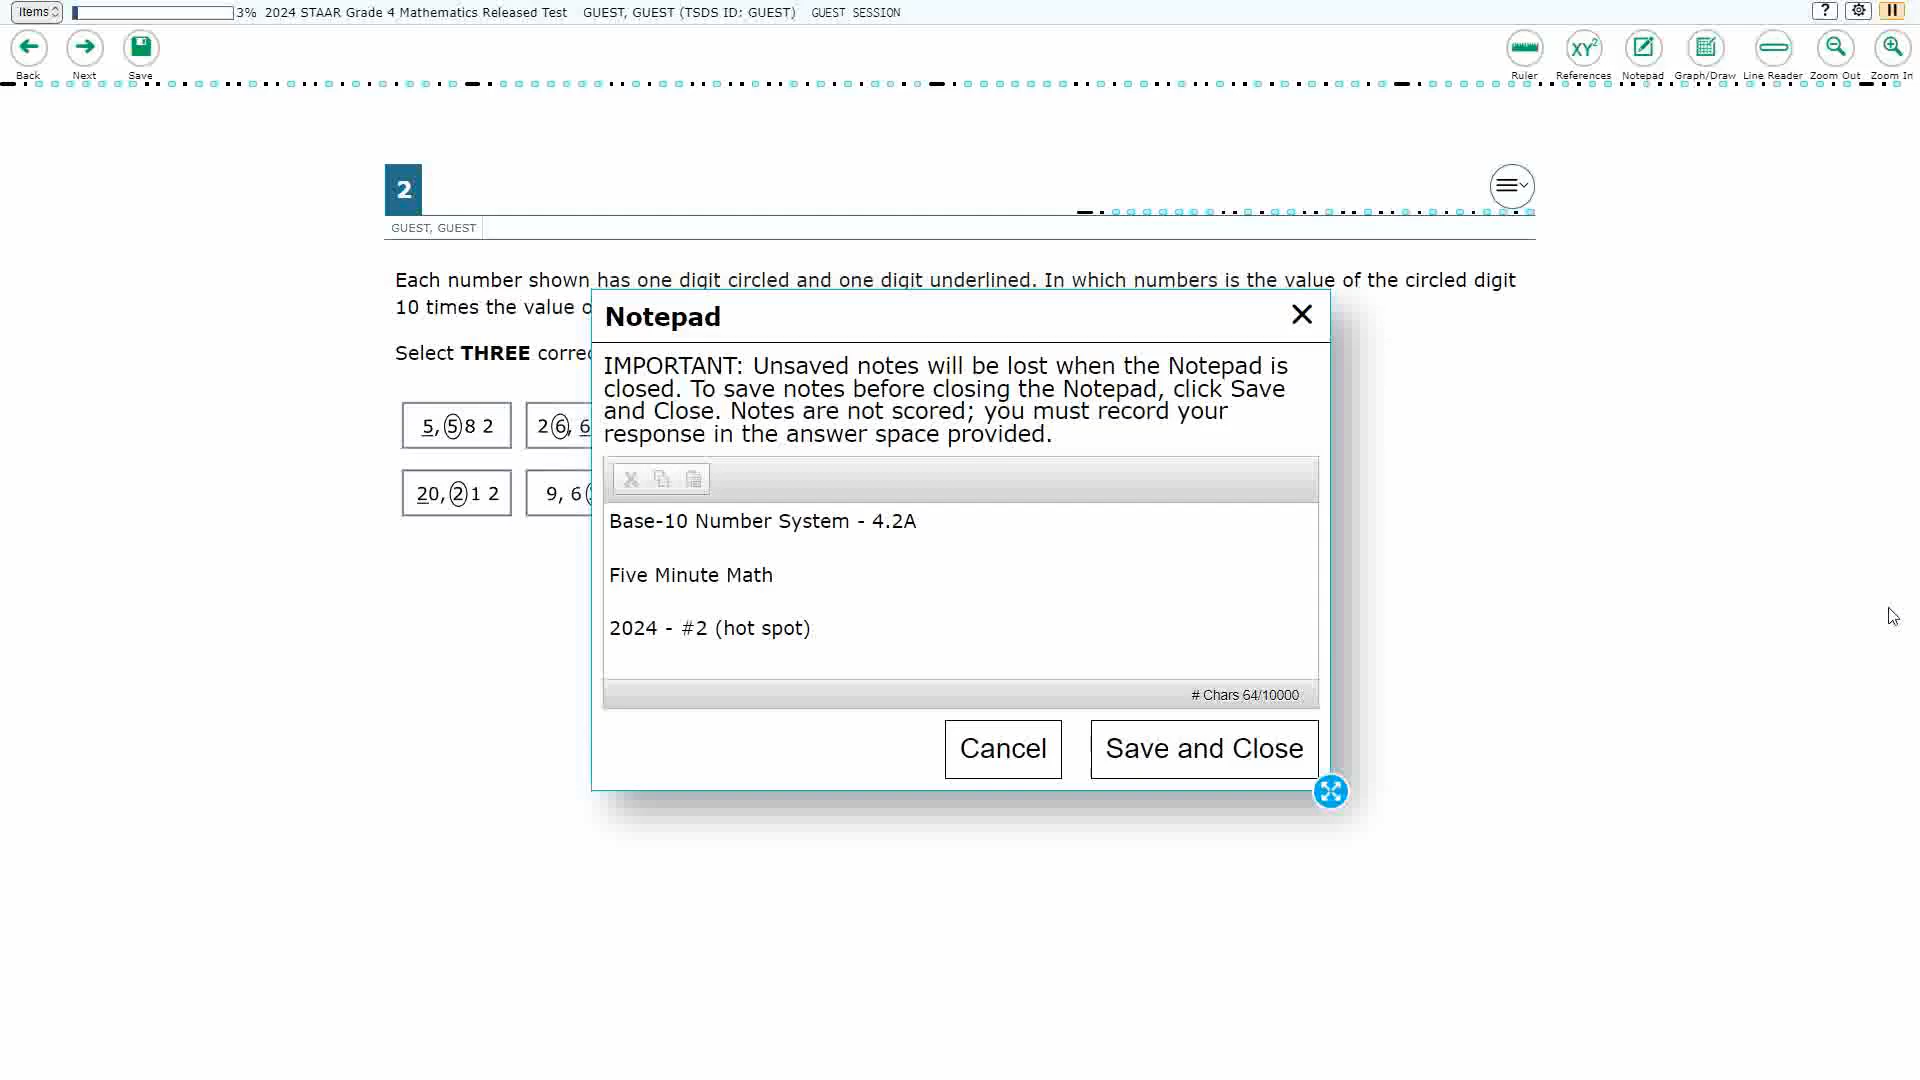 Items 3% 2024 STAAR Grade 4 Mathematics Released Test GUEST, GUEST (TSDS ID: GUEST) GUEST SESSION ?
Back Next Save Ruler XY² References Notepad Graph/Draw Line Reader Zoom Out Zoom In
2
GUEST, GUEST
Each number shown has one digit circled and one digit underlined. In which numbers is the value of the circled digit
10 times the value
Select THREE
5,582 26,6
20,212 9,6
Notepad
IMPORTANT: Unsaved notes will be lost when the Notepad is
closed. To save notes before closing the Notepad, click Save
and Close. Notes are not scored; you must record your
response in the answer space provided.
Base-10 Number System - 4.2A
Five Minute Math
2024 - #2 (hot spot)
# Chars 64/10000
Cancel Save and Close